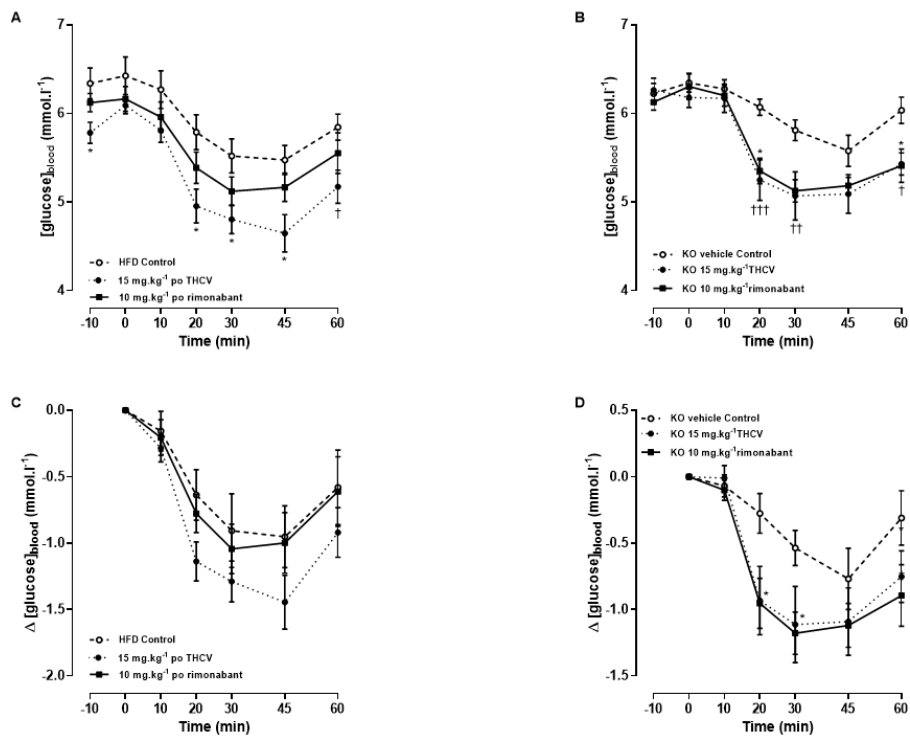 A
7
6
5
4
[glucose]blood (mmol.l⁻¹)
*
*
*
*
†
HFD Control
15 mg.kg⁻¹ po THCV
10 mg.kg⁻¹ po rimonabant
-10 0 10 20 30 45 60
Time (min)
B
7
6
5
4
[glucose]blood (mmol.l⁻¹)
*
*
†††
††
†
KO vehicle Control
KO 15 mg.kg⁻¹THCV
KO 10 mg.kg⁻¹rimonabant
-10 0 10 20 30 45 60
Time (min)
C
0.0
-0.5
-1.0
-1.5
-2.0
Δ [glucose]blood (mmol.l⁻¹)
HFD Control
15 mg.kg⁻¹ po THCV
10 mg.kg⁻¹ po rimonabant
-10 0 10 20 30 45 60
Time (min)
D
0.5
0.0
-0.5
-1.0
-1.5
Δ [glucose]blood (mmol.l⁻¹)
KO vehicle Control
KO 15 mg.kg⁻¹THCV
KO 10 mg.kg⁻¹rimonabant
*
*
-10 0 10 20 30 45 60
Time (min)